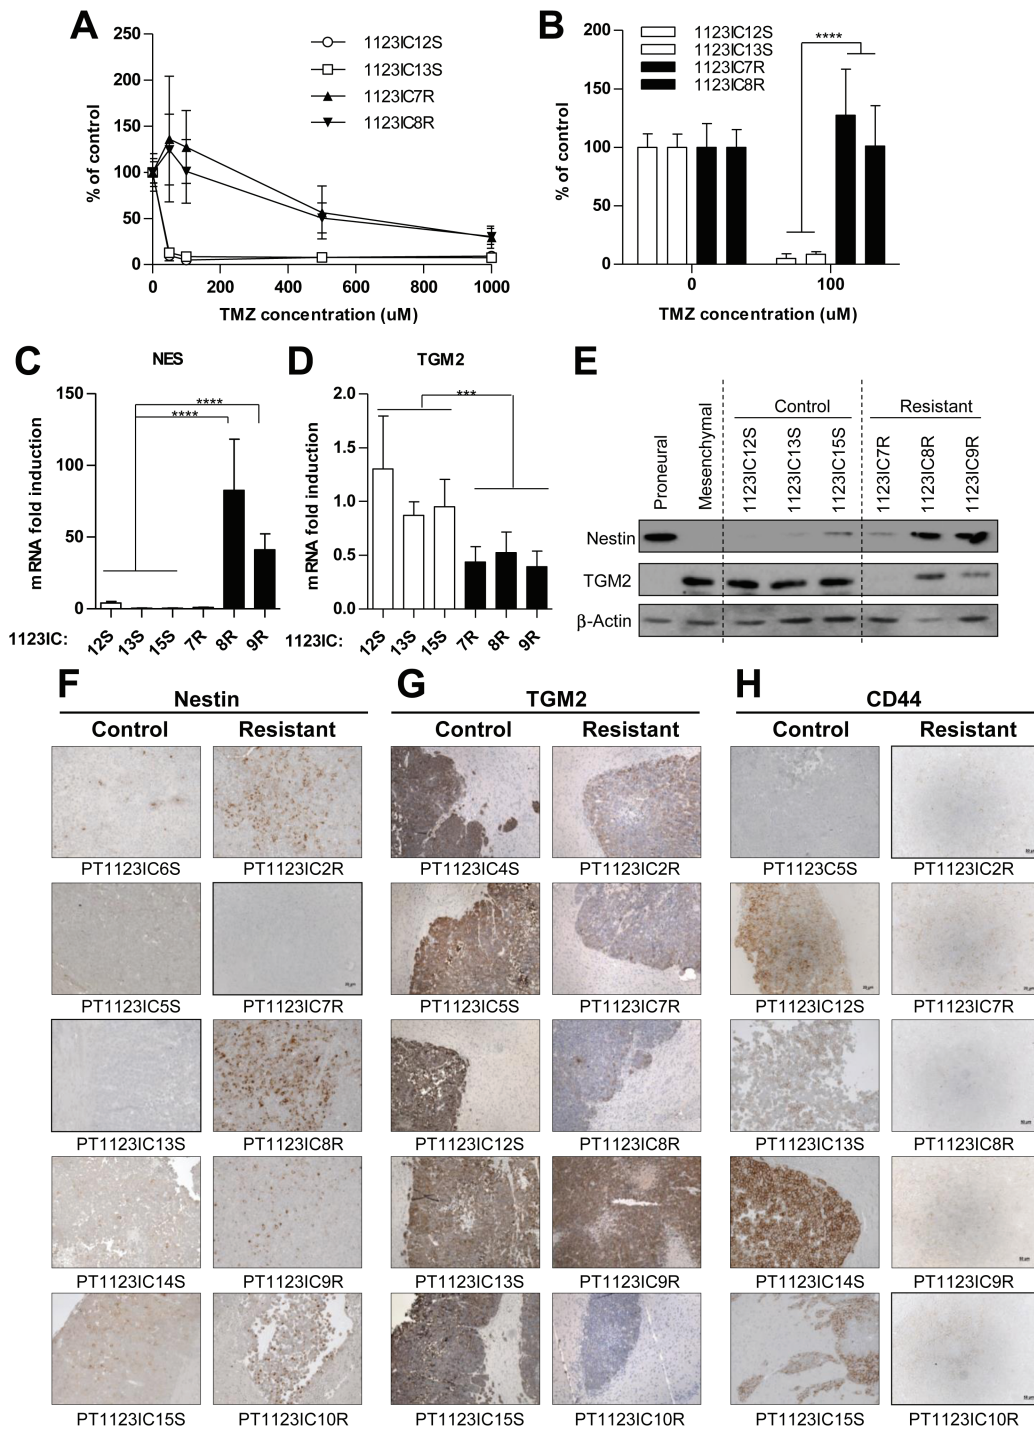 A
250
200
150
100
50
0
% of control
0 200 400 600 800 1000
TMZ concentration (uM)
1123IC12S
1123IC13S
1123IC7R
1123IC8R
B
200
150
100
50
0
% of control
1123IC12S
1123IC13S
1123IC7R
1123IC8R
****
0 100
TMZ concentration (uM)
C
NES
150
100
50
0
mRNA fold induction
****
****
1123IC: 12S 13S 15S 7R 8R 9R
D
TGM2
2.0
1.5
1.0
0.5
0.0
mRNA fold induction
***
1123IC: 12S 13S 15S 7R 8R 9R
E
Control Resistant
Proneural Mesenchymal 1123IC12S 1123IC13S 1123IC15S 1123IC7R 1123IC8R 1123IC9R
Nestin
TGM2
β-Actin
F
Nestin
Control Resistant
PT1123IC6S PT1123IC2R
PT1123IC5S PT1123IC7R
PT1123IC13S PT1123IC8R
PT1123IC14S PT1123IC9R
PT1123IC15S PT1123IC10R
G
TGM2
Control Resistant
PT1123IC4S PT1123IC2R
PT1123IC5S PT1123IC7R
PT1123IC12S PT1123IC8R
PT1123IC13S PT1123IC9R
PT1123IC15S PT1123IC10R
H
CD44
Control Resistant
PT1123C5S PT1123IC2R
PT1123IC12S PT1123IC7R
PT1123IC13S PT1123IC8R
PT1123IC14S PT1123IC9R
PT1123IC15S PT1123IC10R